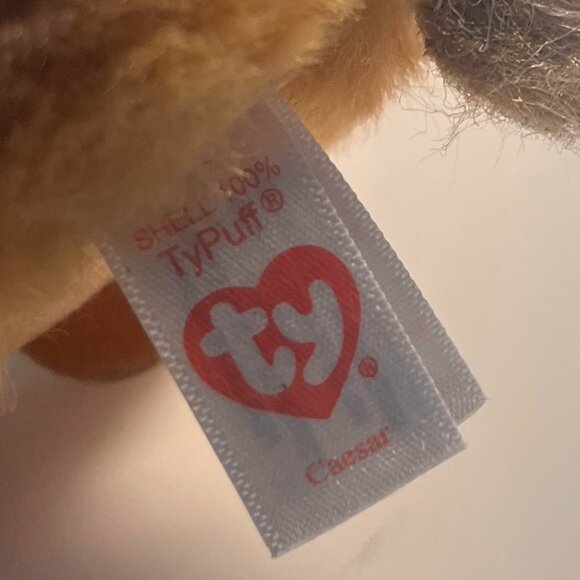 SHELL 100%
TyPuff®
ty®
Caesar